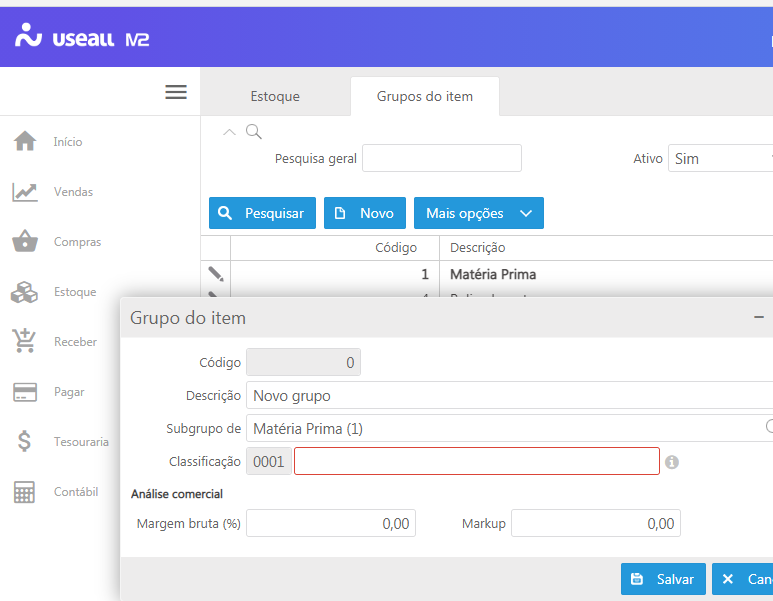 useall M2
Estoque
Grupos do item
Início
Vendas
Compras
Estoque
Receber
Pagar
Tesouraria
Contábil
Pesquisa geral
Ativo Sim
Pesquisar Novo Mais opções
Código Descrição
1 Matéria Prima
Grupo do item
Código 0
Descrição Novo grupo
Subgrupo de Matéria Prima (1)
Classificação 0001
Análise comercial
Margem bruta (%) 0,00 Markup 0,00
Salvar Can